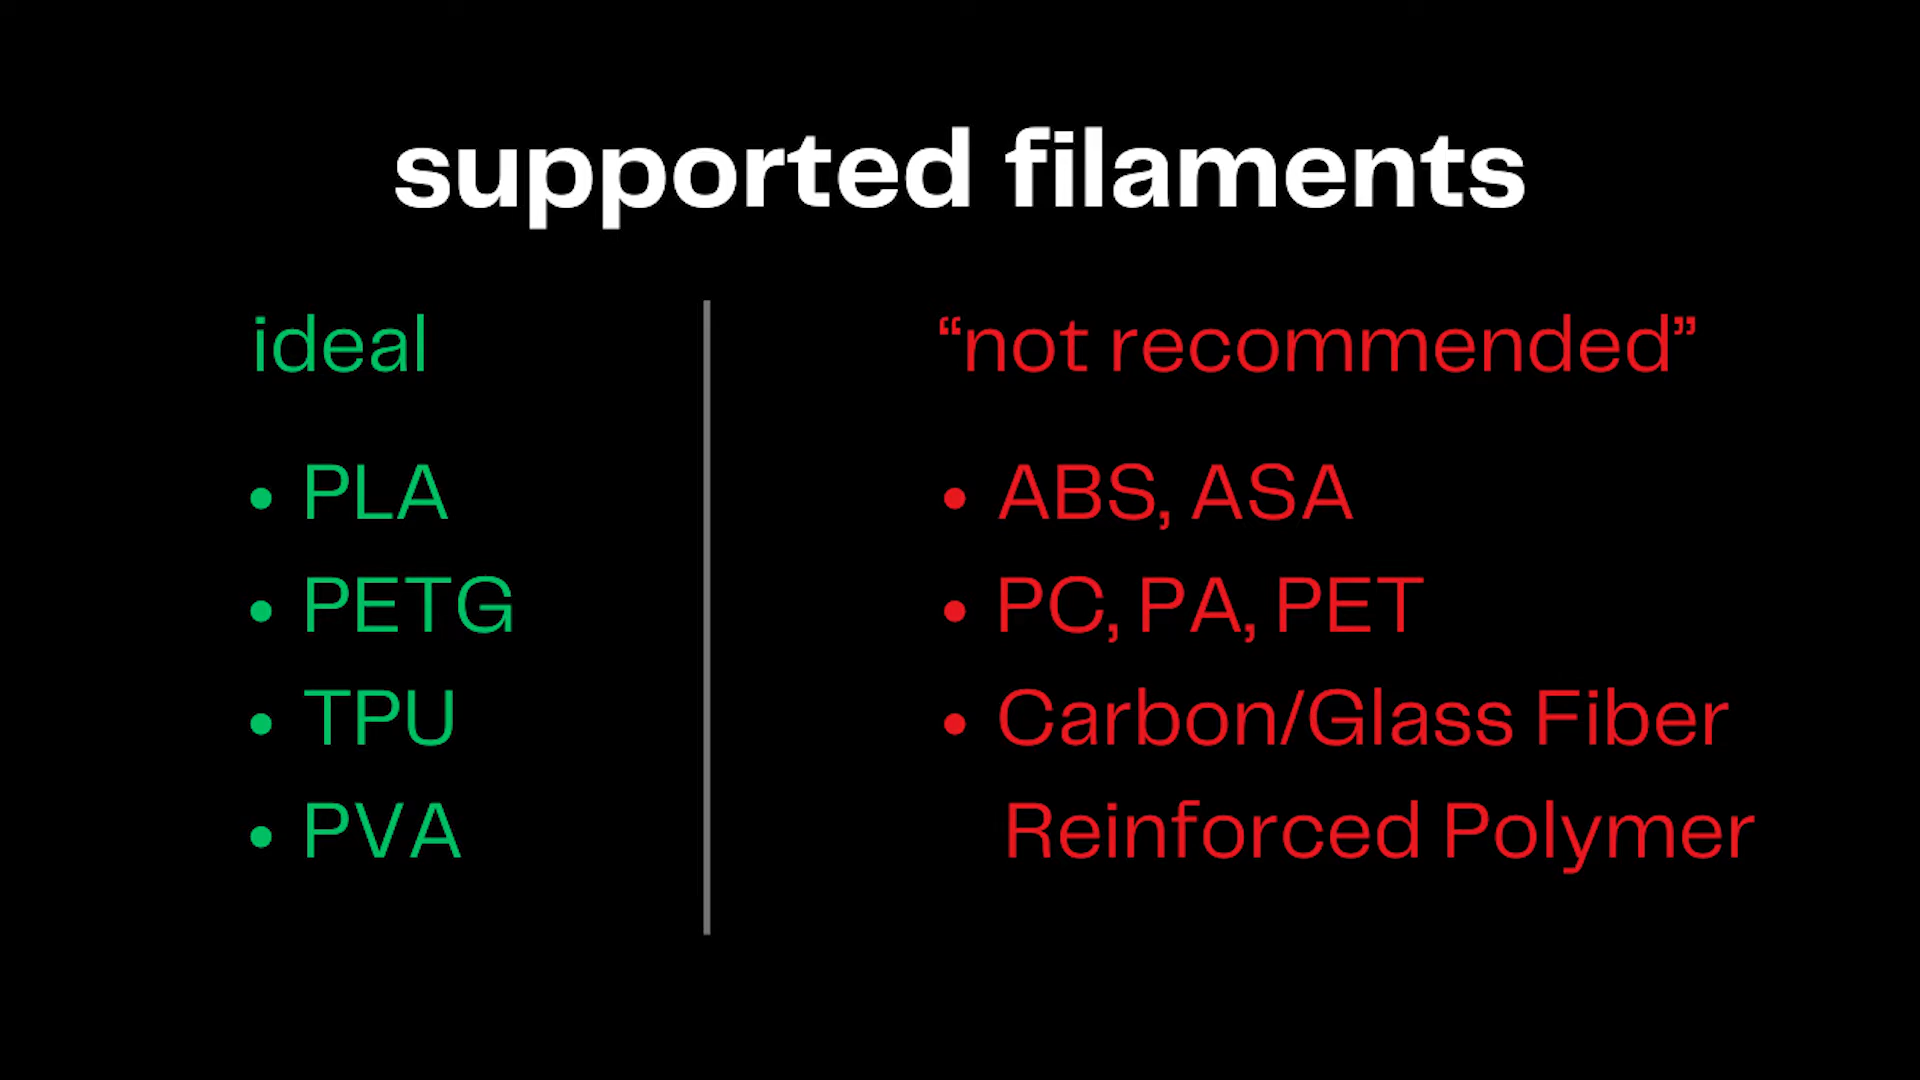 supported filaments
ideal
• PLA
• PETG
• TPU
• PVA
“not recommended”
• ABS, ASA
• PC, PA, PET
• Carbon/Glass Fiber
Reinforced Polymer